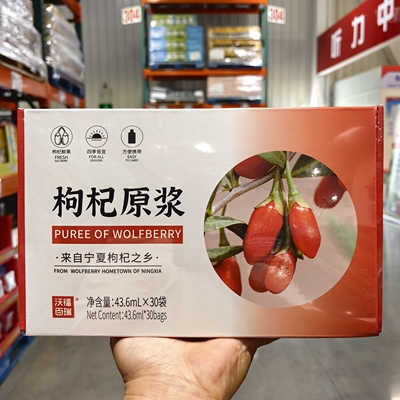 枸杞鲜果
FRESH
GOJI BERRY
四季皆宜
FOR ALL
SEASONS
方便携带
EASY
TO CARRY
枸杞原浆
PUREE OF WOLFBERRY
·来自宁夏枸杞之乡·
FROM WOLFBERRY HOMETOWN OF NINGXIA
沃福
百瑞
净含量:43.6mL×30袋
Net Content:43.6ml*30bags
听力中